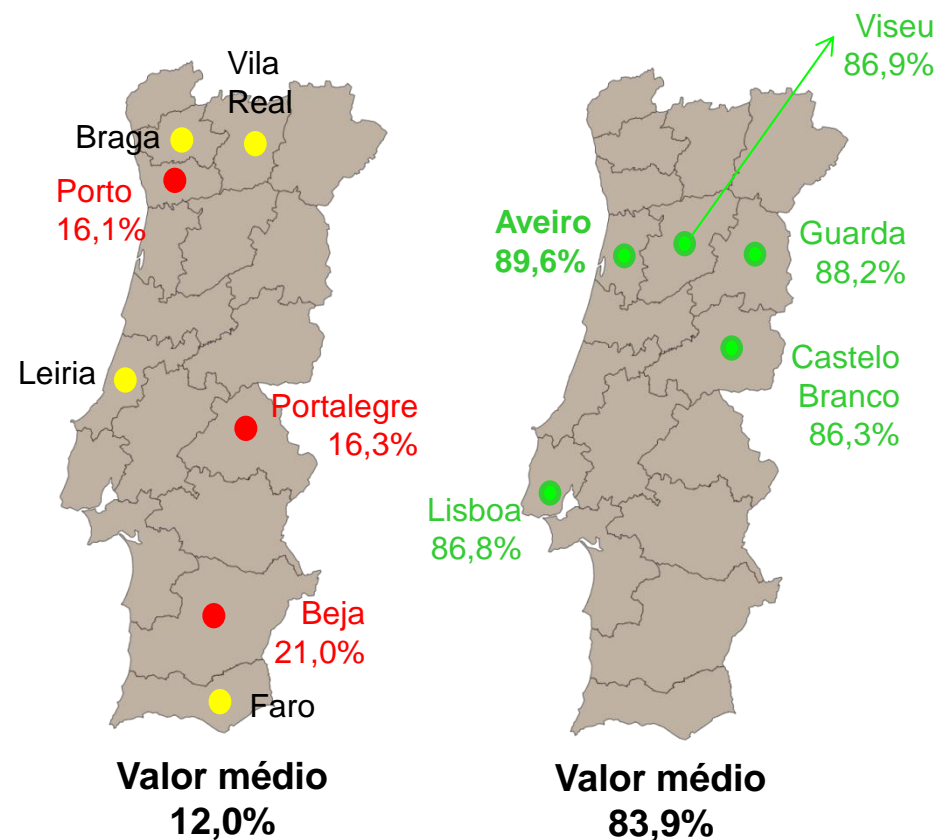 Vila
Real
Braga
Porto
16,1%
Leiria
Portalegre
16,3%
Beja
21,0%
Faro
Valor médio
12,0%
Viseu
86,9%
Aveiro
89,6%
Guarda
88,2%
Castelo
Branco
86,3%
Lisboa
86,8%
Valor médio
83,9%